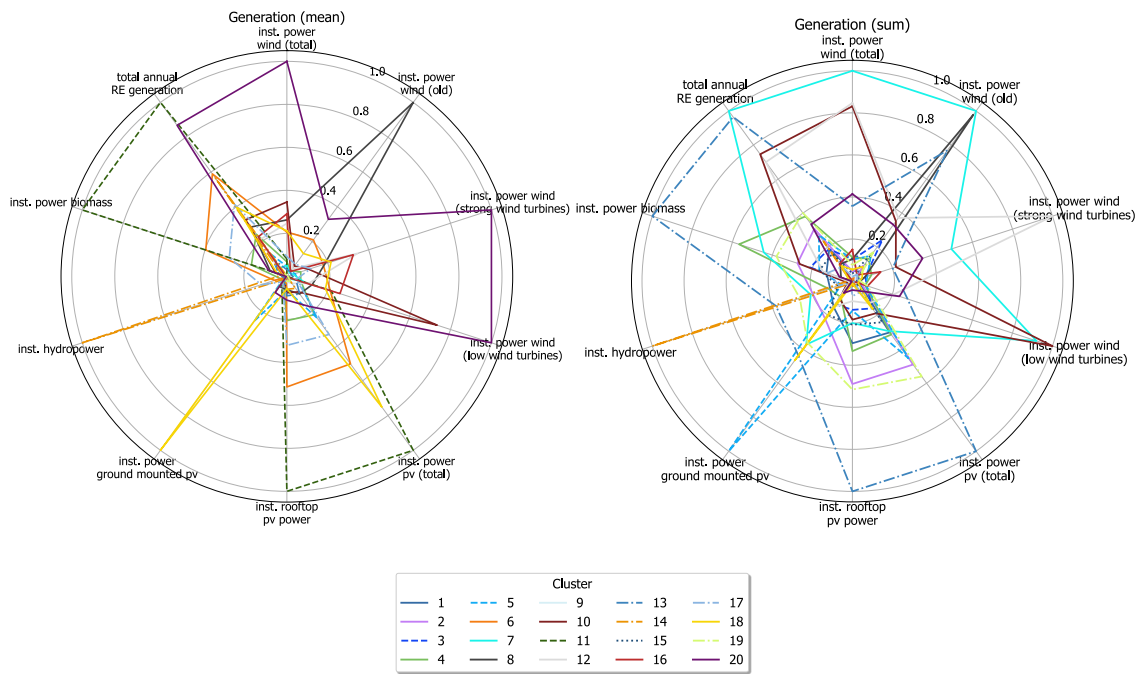 Generation (mean)
inst. power
wind (total)
total annual
RE generation
1.0
inst. power
wind (old)
0.8
0.6
0.4
0.2
inst. power biomass
inst. power wind
(strong wind turbines)
inst. hydropower
inst. power wind
(low wind turbines)
inst. power
ground mounted pv
inst. power
pv (total)
inst. rooftop
pv power
Generation (sum)
inst. power
wind (total)
total annual
RE generation
1.0
inst. power
wind (old)
0.8
0.6
0.4
0.2
inst. power biomass
inst. power wind
(strong wind turbines)
inst. hydropower
inst. power wind
(low wind turbines)
inst. power
ground mounted pv
inst. power
pv (total)
inst. rooftop
pv power
Cluster
1 5 9 13 17
2 6 10 14 18
3 7 11 15 19
4 8 12 16 20